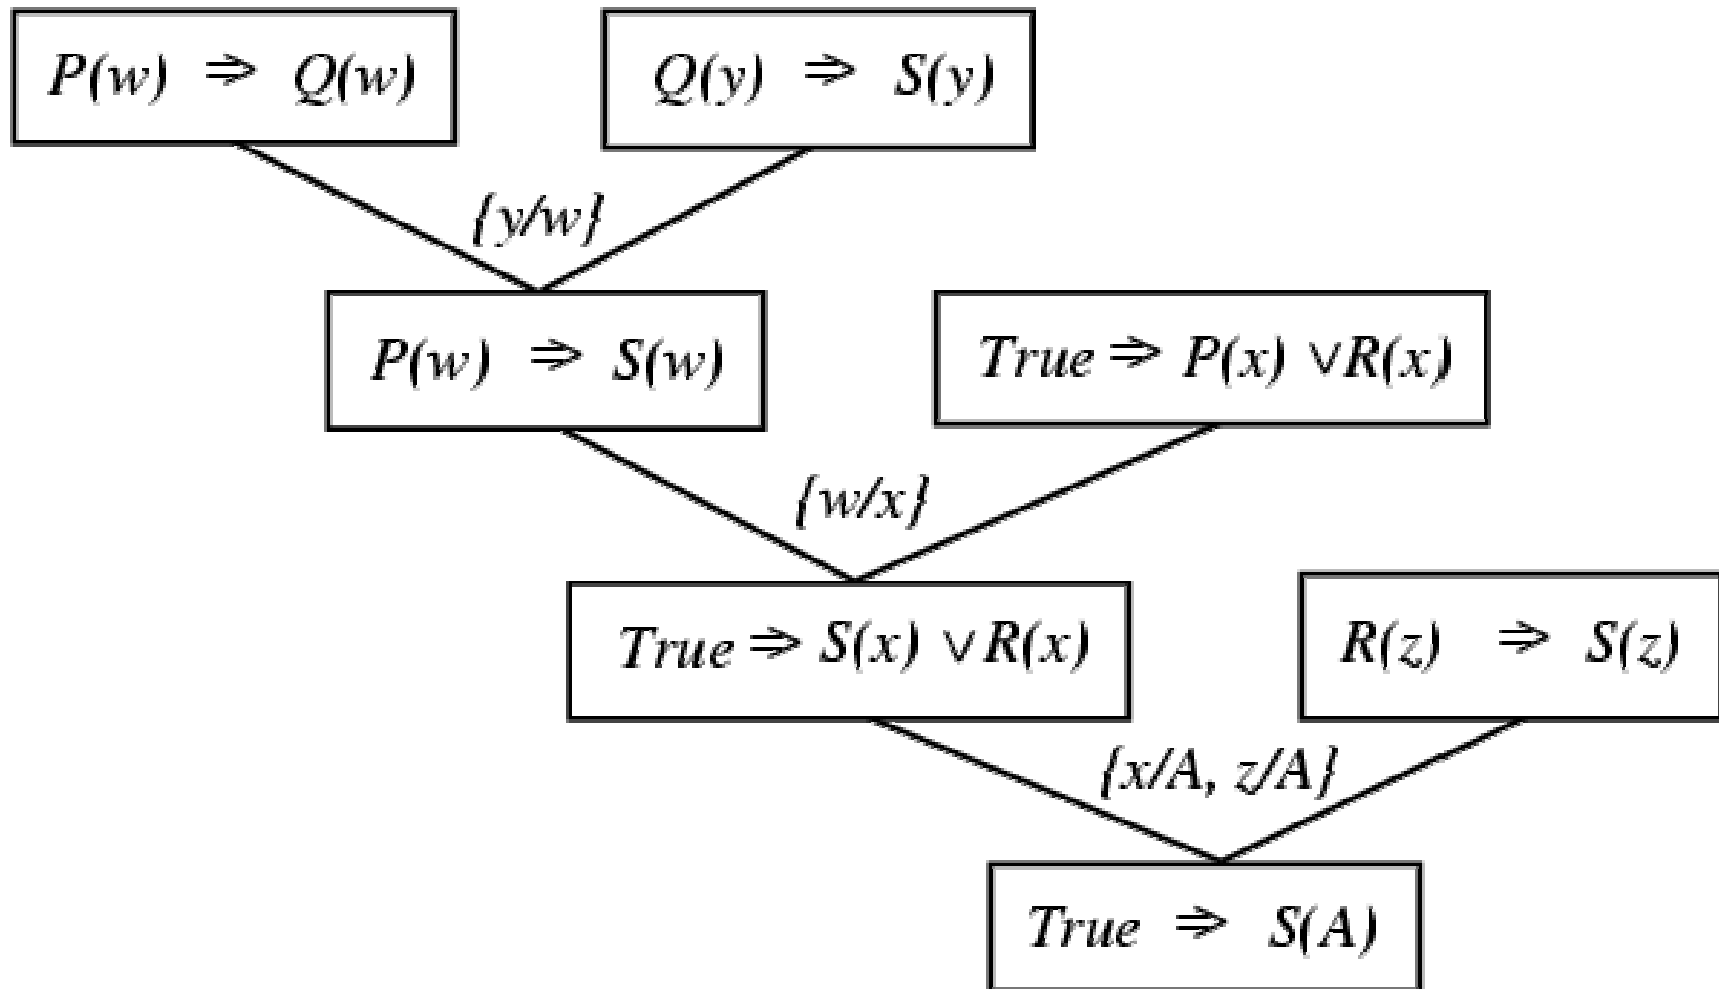 P(w) ⇒ Q(w)
Q(y) ⇒ S(y)
{y/w}
P(w) ⇒ S(w)
True ⇒ P(x) ∨R(x)
{w/x}
True ⇒ S(x) ∨R(x)
R(z) ⇒ S(z)
{x/A, z/A}
True ⇒ S(A)